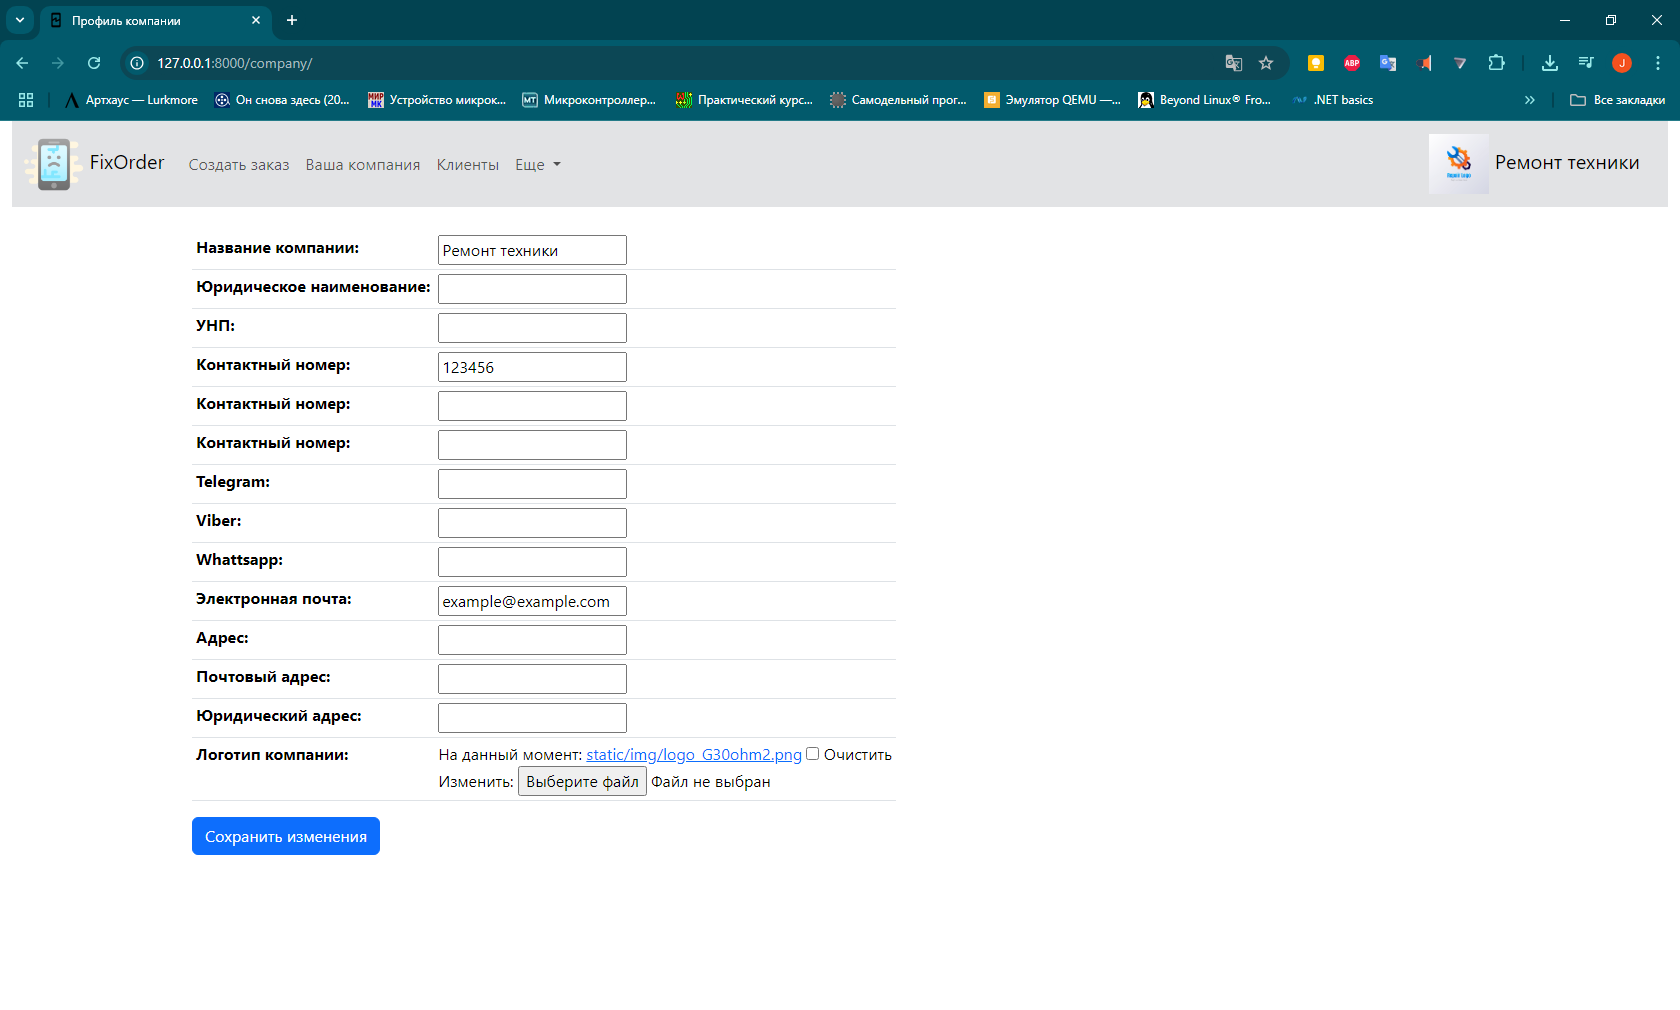 Профиль компании
127.0.0.1:8000/company/
ABP
J
Артхаус — Lurkmore
Он снова здесь (20...
МИР МК
Устройство микрок...
MT
Микроконтроллер...
Практический курс...
Самодельный прог...
Эмулятор QEMU —...
Beyond Linux® Fro...
.NET basics
Все закладки
FixOrder
Создать заказ
Ваша компания
Клиенты
Еще
Ремонт техники
Название компании: Ремонт техники
Юридическое наименование:
УНП:
Контактный номер: 123456
Контактный номер:
Контактный номер:
Telegram:
Viber:
Whattsapp:
Электронная почта: example@example.com
Адрес:
Почтовый адрес:
Юридический адрес:
Логотип компании: На данный момент: static/img/logo_G30ohm2.png Очистить
Изменить: Выберите файл Файл не выбран
Сохранить изменения